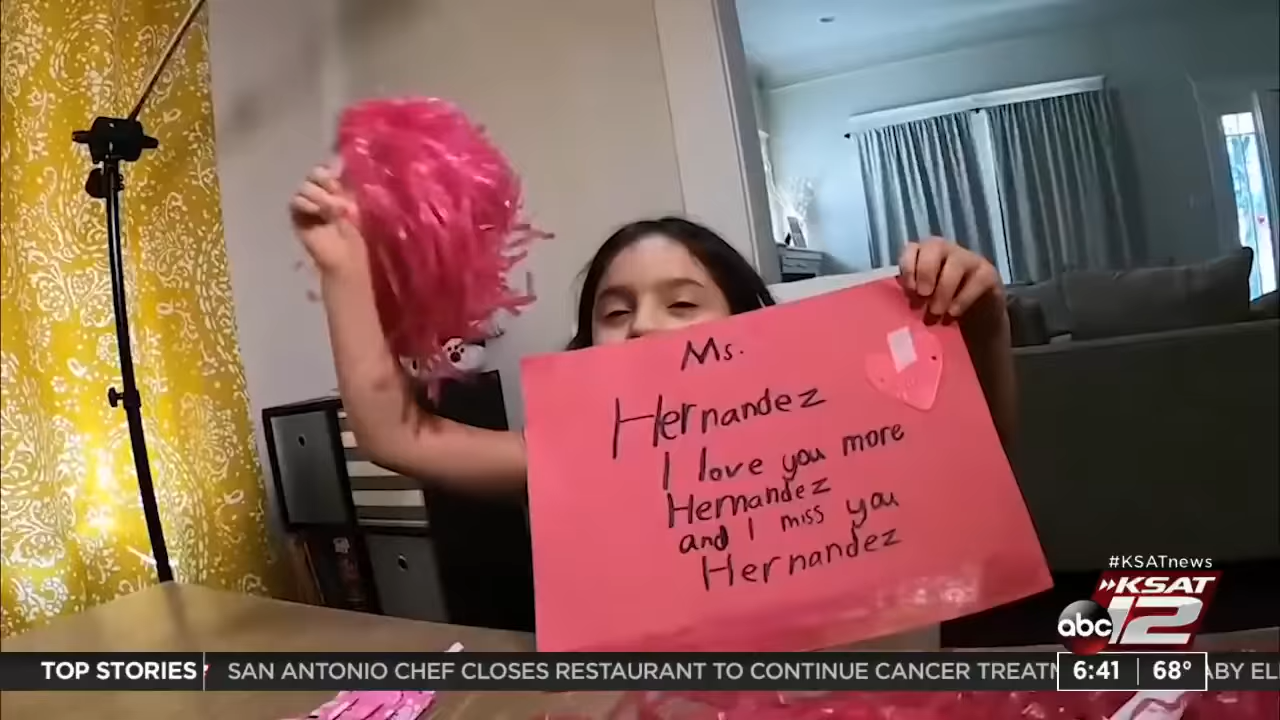 Ms.
Hernandez
I love you more
Hernandez
and I miss you
Hernandez
#KSATnews
KSAT
abc 12
TOP STORIES
SAN ANTONIO CHEF CLOSES RESTAURANT TO CONTINUE CANCER
6:41 68°